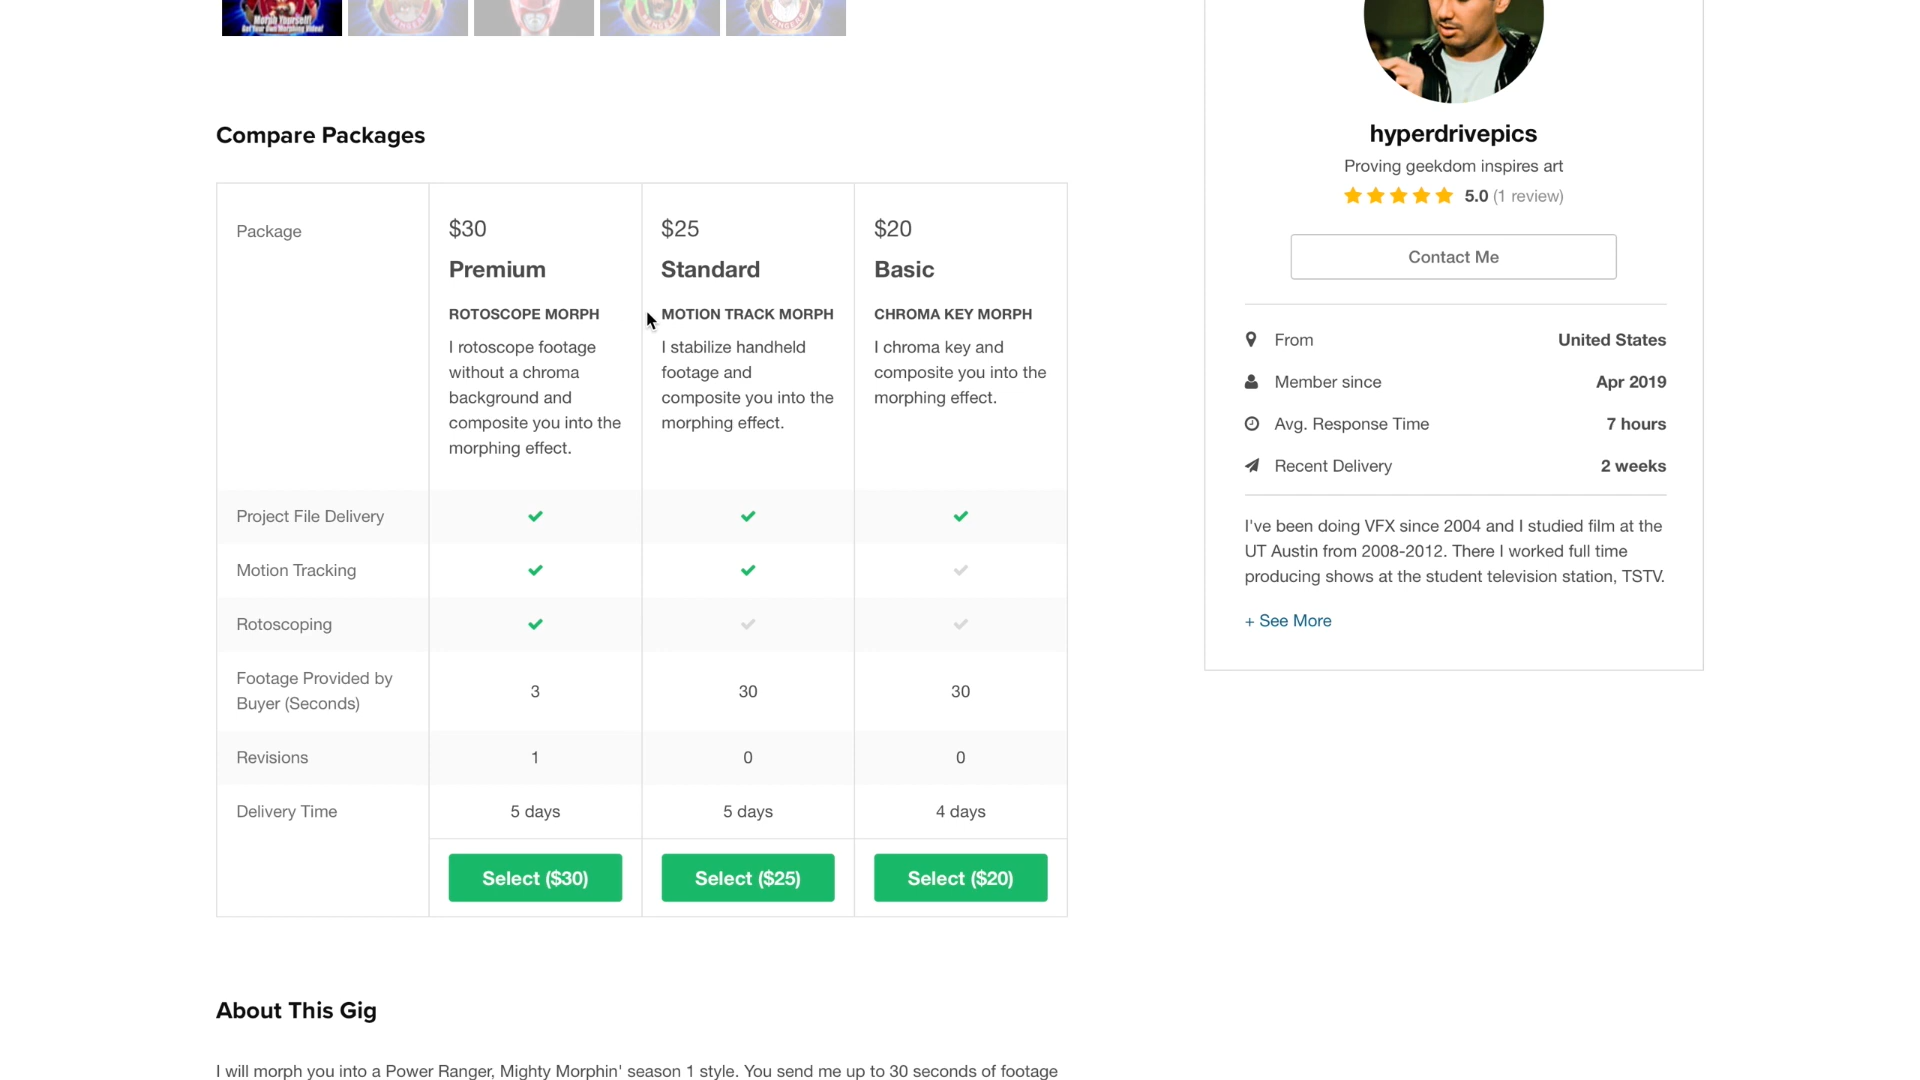 Morph Yourself!
Get Your Own Morphing Video!
Compare Packages
Package
$30
Premium
ROTOSCOPE MORPH
I rotoscope footage
without a chroma
background and
composite you into the
morphing effect.
$25
Standard
MOTION TRACK MORPH
I stabilize handheld
footage and
composite you into the
morphing effect.
$20
Basic
CHROMA KEY MORPH
I chroma key and
composite you into the
morphing effect.
Project File Delivery
Motion Tracking
Rotoscoping
Footage Provided by
Buyer (Seconds)
3
30
30
Revisions
1
0
0
Delivery Time
5 days
5 days
4 days
Select ($30)
Select ($25)
Select ($20)
About This Gig
I will morph you into a Power Ranger, Mighty Morphin' season 1 style. You send me up to 30 seconds of footage
hyperdrivepics
Proving geekdom inspires art
5.0 (1 review)
Contact Me
From
United States
Member since
Apr 2019
Avg. Response Time
7 hours
Recent Delivery
2 weeks
I've been doing VFX since 2004 and I studied film at the
UT Austin from 2008-2012. There I worked full time
producing shows at the student television station, TSTV.
+ See More